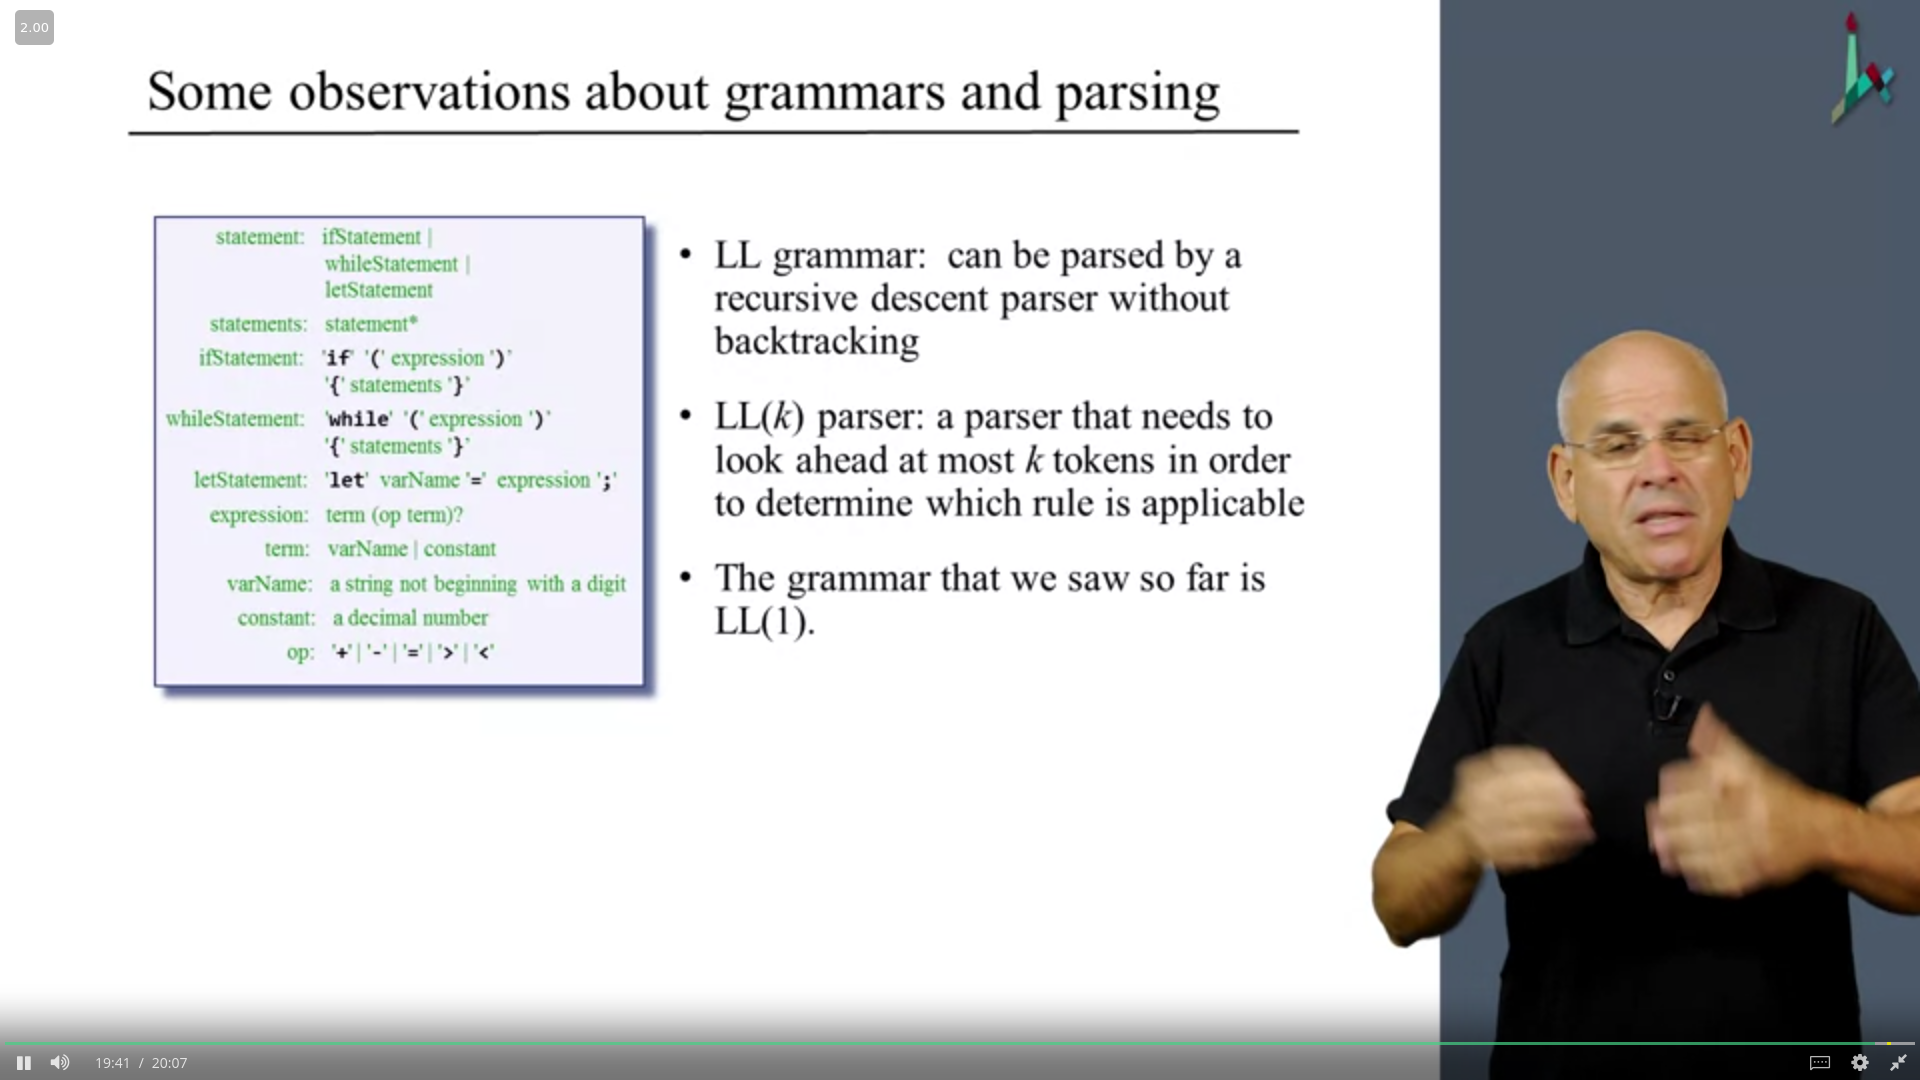 2.00
Some observations about grammars and parsing
statement: ifStatement |
whileStatement |
letStatement
statements: statement*
ifStatement: 'if' '(' expression ')'
'{' statements '}'
whileStatement: 'while' '(' expression ')'
'{' statements '}'
letStatement: 'let' varName '=' expression ';'
expression: term (op term)?
term: varName | constant
varName: a string not beginning with a digit
constant: a decimal number
op: '+' | '-' | '=' | '>' | '<'
• LL grammar: can be parsed by a
recursive descent parser without
backtracking
• LL(k) parser: a parser that needs to
look ahead at most k tokens in order
to determine which rule is applicable
• The grammar that we saw so far is
LL(1).
19:41 / 20:07